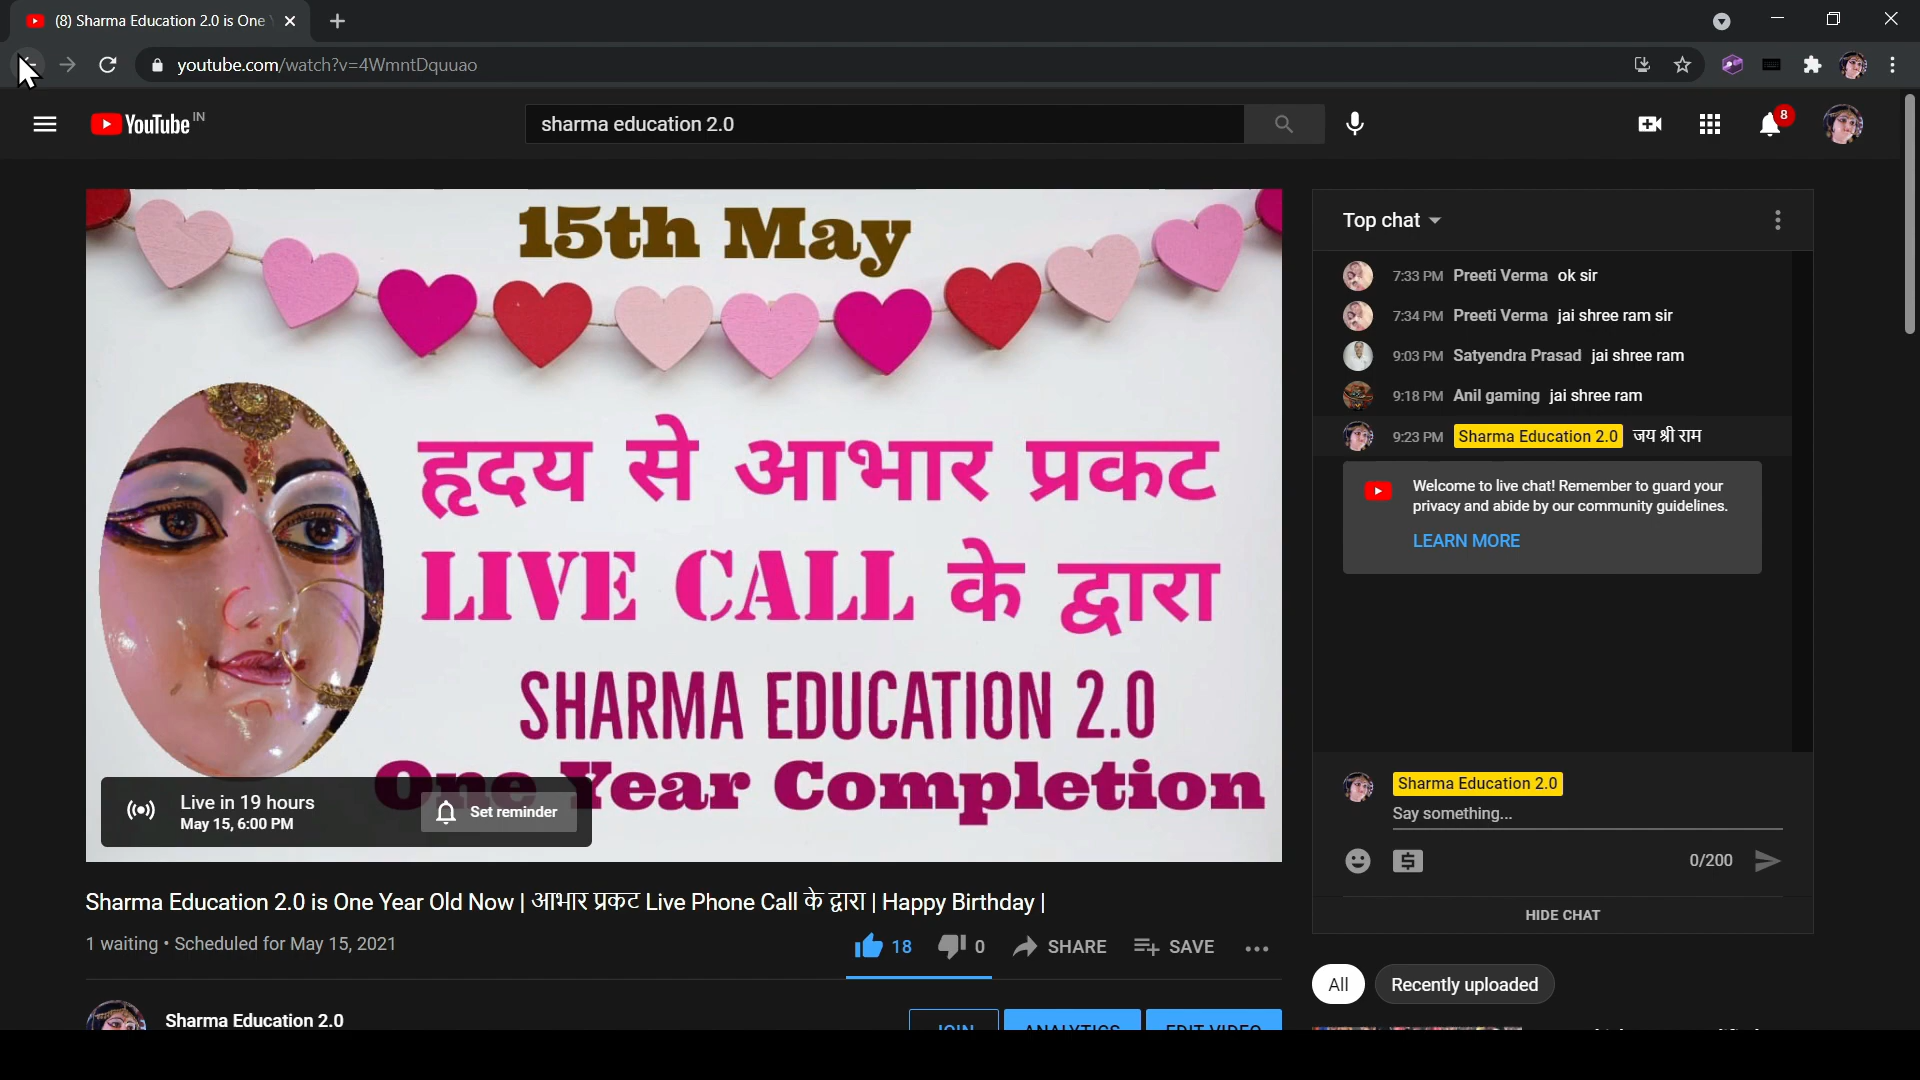 (8) Sharma Education 2.0 is One
youtube.com/watch?v=4WmntDquuao
YouTube IN
sharma education 2.0
8
15th May
हृदय से आभार प्रकट
LIVE CALL के द्वारा
SHARMA EDUCATION 2.0
One Year Completion
Live in 19 hours
May 15, 6:00 PM
Set reminder
Sharma Education 2.0 is One Year Old Now | आभार प्रकट Live Phone Call के द्वारा | Happy Birthday |
1 waiting • Scheduled for May 15, 2021
18 0 SHARE SAVE
Sharma Education 2.0
JOIN ANALYTICS EDIT VIDEO
Top chat
7:33 PM Preeti Verma ok sir
7:34 PM Preeti Verma jai shree ram sir
9:03 PM Satyendra Prasad jai shree ram
9:18 PM Anil gaming jai shree ram
9:23 PM Sharma Education 2.0 जय श्री राम
Welcome to live chat! Remember to guard your
privacy and abide by our community guidelines.
LEARN MORE
Sharma Education 2.0
Say something...
0/200
HIDE CHAT
All Recently uploaded